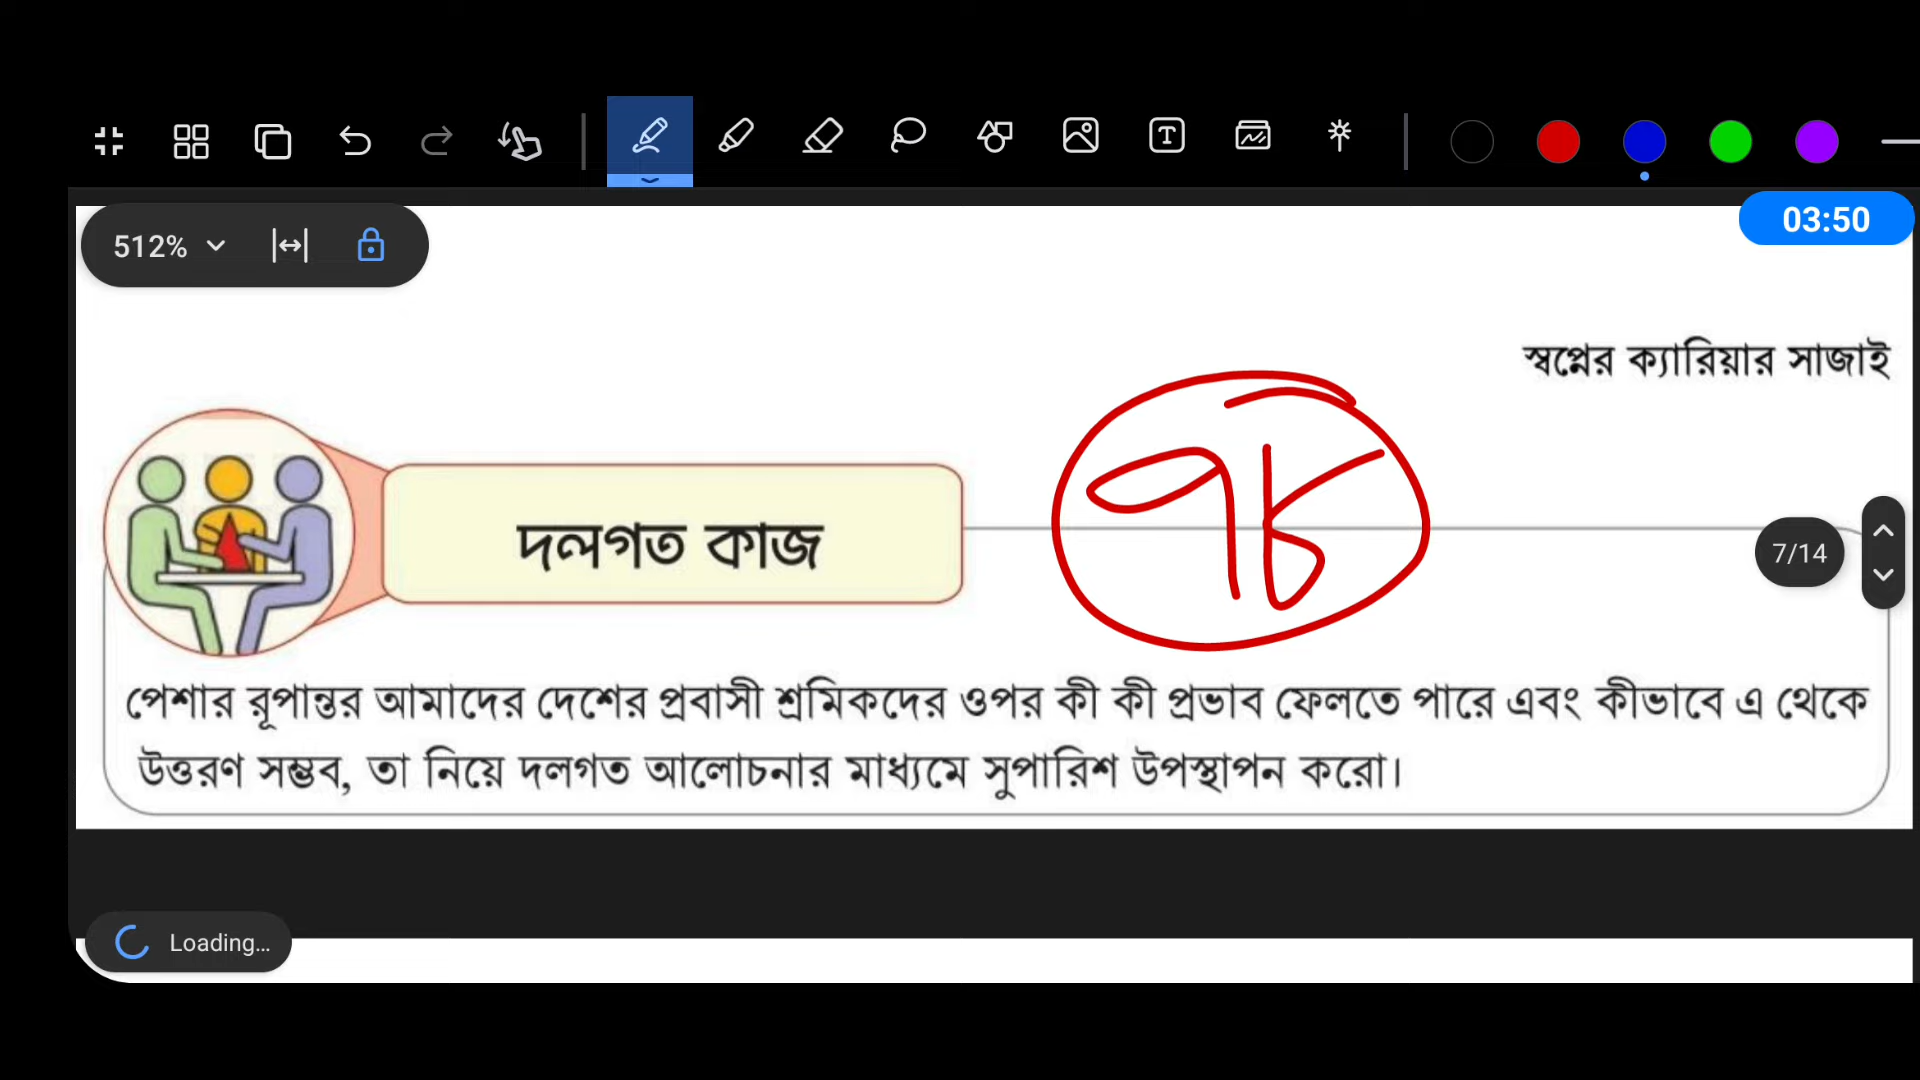 512%
03:50
স্বপ্নের ক্যারিয়ার সাজাই
৭৮
দলগত কাজ
7/14
পেশার রূপান্তর আমাদের দেশের প্রবাসী শ্রমিকদের ওপর কী কী প্রভাব ফেলতে পারে এবং কীভাবে এ থেকে
উত্তরণ সম্ভব, তা নিয়ে দলগত আলোচনার মাধ্যমে সুপারিশ উপস্থাপন করো।
Loading...